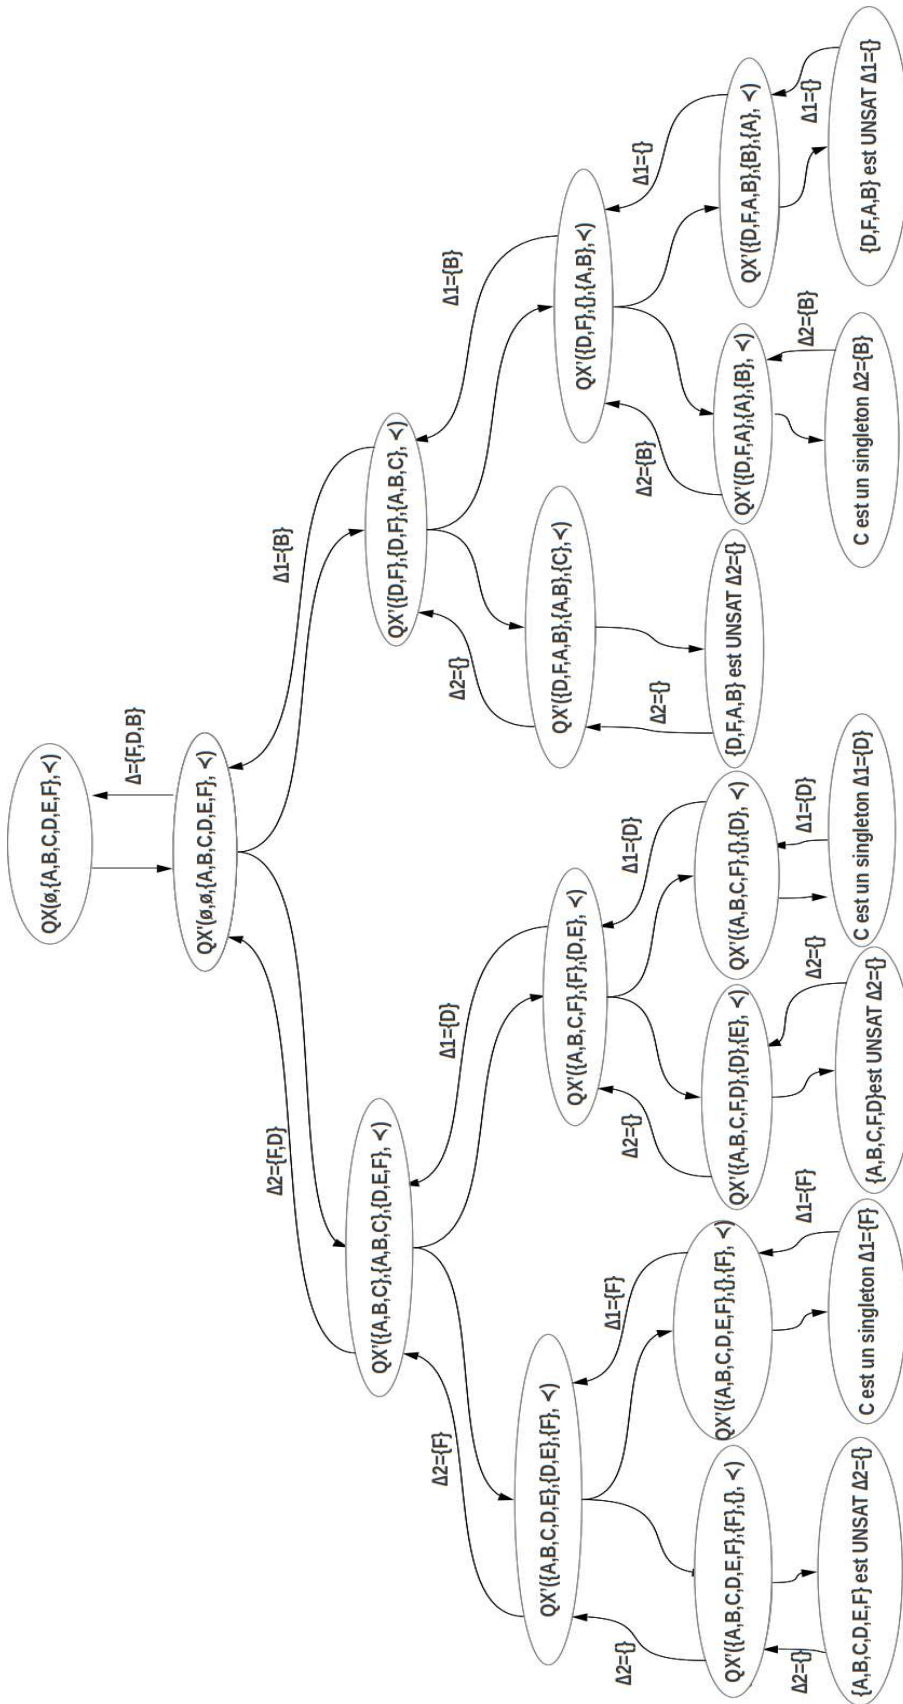 QX(ø,{A,B,C,D,E,F},≺)
Δ={F,D,B}
QX'(ø,ø,{A,B,C,D,E,F}, ≺)
Δ2={F,D}
Δ1={B}
QX'({A,B,C},{A,B,C},{D,E,F}, ≺)
QX'({D,F},{D,F},{A,B,C}, ≺)
Δ2={F}
Δ1={D}
Δ2={}
Δ1={B}
QX'({A,B,C,D,E},{D,E},{F}, ≺)
QX'({A,B,C,F},{F},{D,E}, ≺)
QX'({D,F,A,B},{A,B},{C},≺)
QX'({D,F},{},{A,B},≺)
Δ2={}
Δ1={F}
Δ2={}
Δ1={D}
Δ2={}
Δ2={B}
Δ1={}
QX'({A,B,C,D,E,F},{F},{}, ≺)
QX'({A,B,C,D,E,F},{},{F}, ≺)
QX'({A,B,C,F,D},{D},{E}, ≺)
QX'({A,B,C,F},{},{D}, ≺)
{D,F,A,B} est UNSAT Δ2={}
QX'({D,F,A},{A},{B}, ≺)
QX'({D,F,A,B},{B},{A}, ≺)
Δ2={}
Δ1={F}
Δ2={}
Δ1={D}
Δ2={B}
Δ1={}
{A,B,C,D,E,F} est UNSAT Δ2={}
C est un singleton Δ1={F}
{A,B,C,F,D}est UNSAT Δ2={}
C est un singleton Δ1={D}
C est un singleton Δ2={B}
{D,F,A,B} est UNSAT Δ1={}